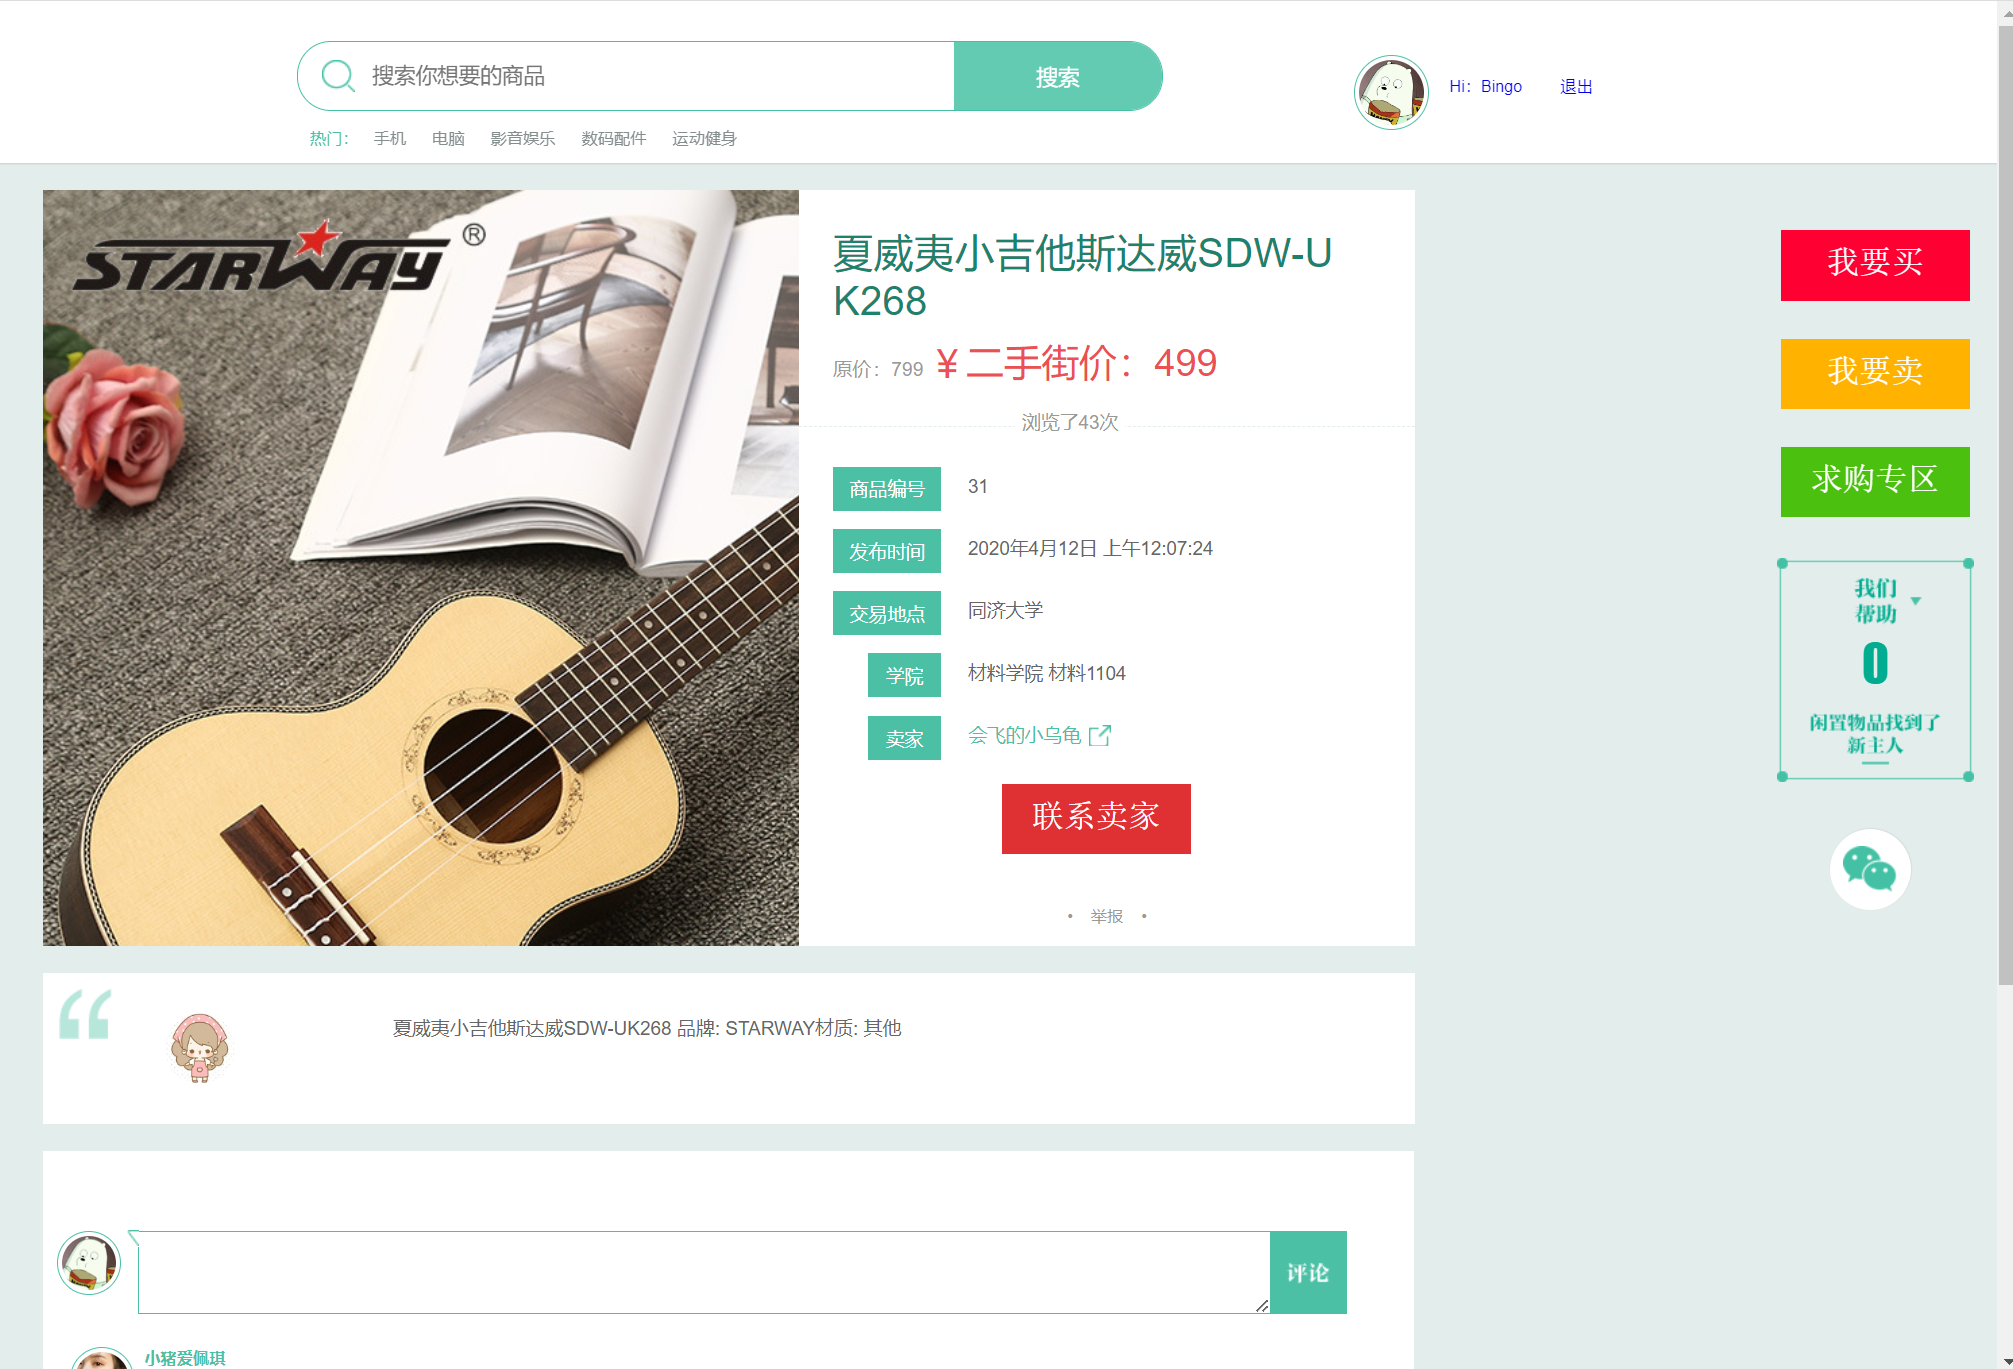 搜索你想要的商品
搜索
Hi：Bingo
退出
热门： 手机 电脑 影音娱乐 数码配件 运动健身
STARWAY®
夏威夷小吉他斯达威SDW-U
K268
原价：799 ￥二手街价：499
浏览了43次
商品编号 31
发布时间 2020年4月12日 上午12:07:24
交易地点 同济大学
学院 材料学院 材料1104
卖家 会飞的小乌龟
联系卖家
• 举报 •
我要买
我要卖
求购专区
我们
帮助
0
闲置物品找到了
新主人
夏威夷小吉他斯达威SDW-UK268 品牌: STARWAY材质: 其他
评论
小猪爱佩琪